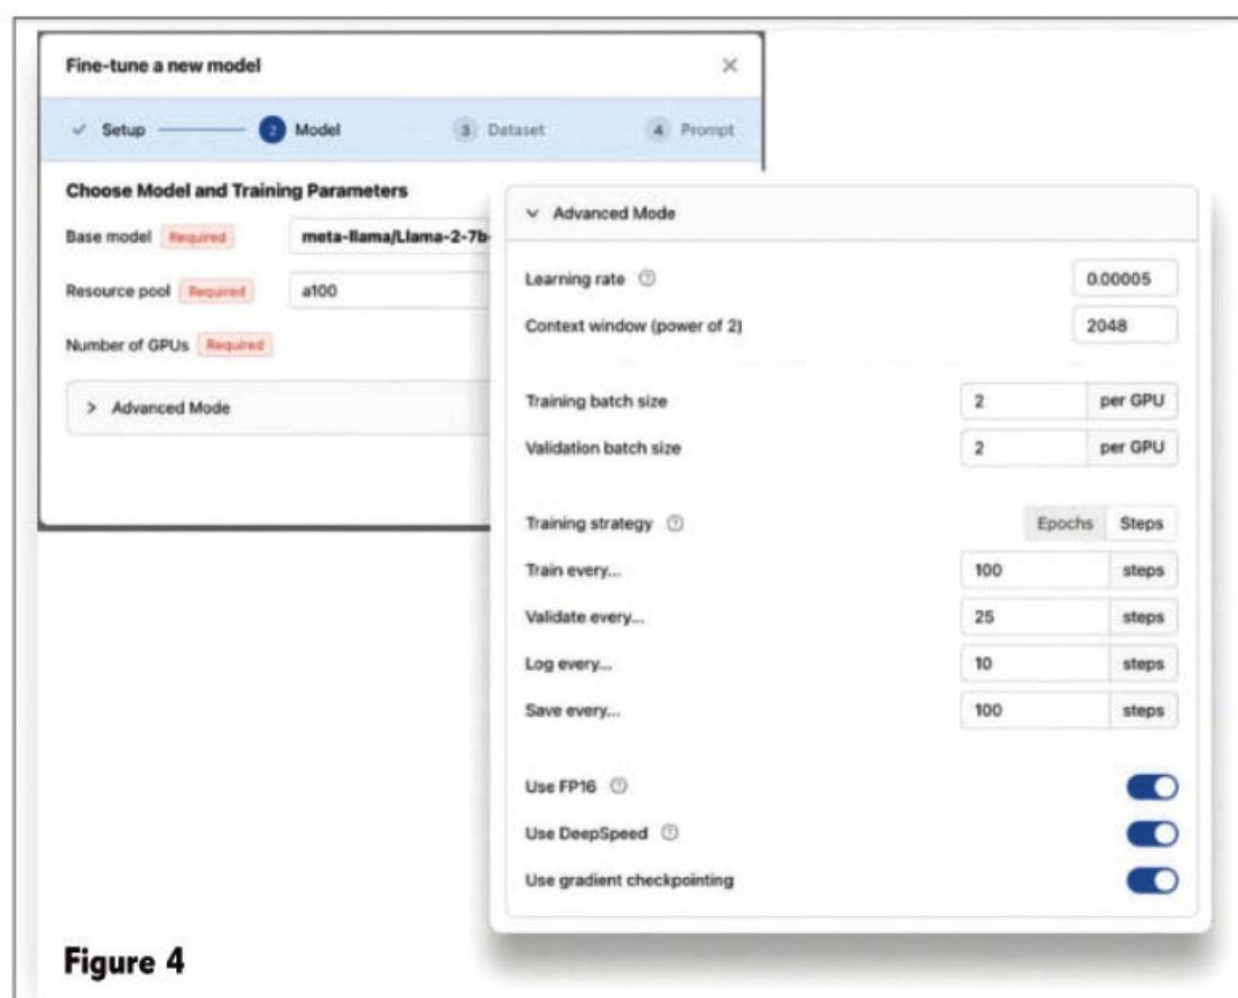 Fine-tune a new model
Setup 2 Model 3 Dataset 4 Prompt
Choose Model and Training Parameters
Base model Required meta-llama/Llama-2-7b-
Resource pool Required a100
Number of GPUs Required
Advanced Mode
Advanced Mode
Learning rate 0.00005
Context window (power of 2) 2048
Training batch size 2 per GPU
Validation batch size 2 per GPU
Training strategy Epochs Steps
Train every... 100 steps
Validate every... 25 steps
Log every... 10 steps
Save every... 100 steps
Use FP16
Use DeepSpeed
Use gradient checkpointing
Figure 4